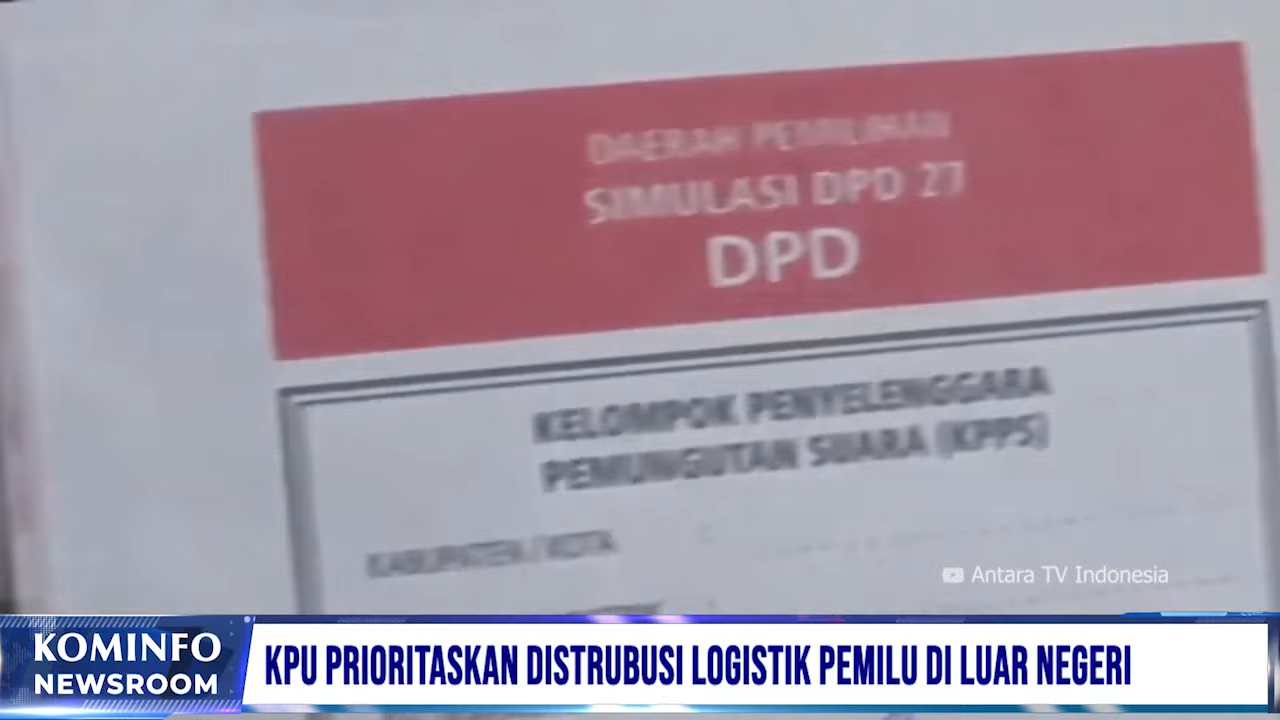 DAERAH PEMILIHAN
SIMULASI DPD 27
DPD
KELOMPOK PENYELENGGARA
PEMUNGUTAN SUARA (KPPS)
KABUPATEN / KOTA
Antara TV Indonesia
KOMINFO
NEWSROOM
KPU PRIORITASKAN DISTRUBUSI LOGISTIK PEMILU DI LUAR NEGERI